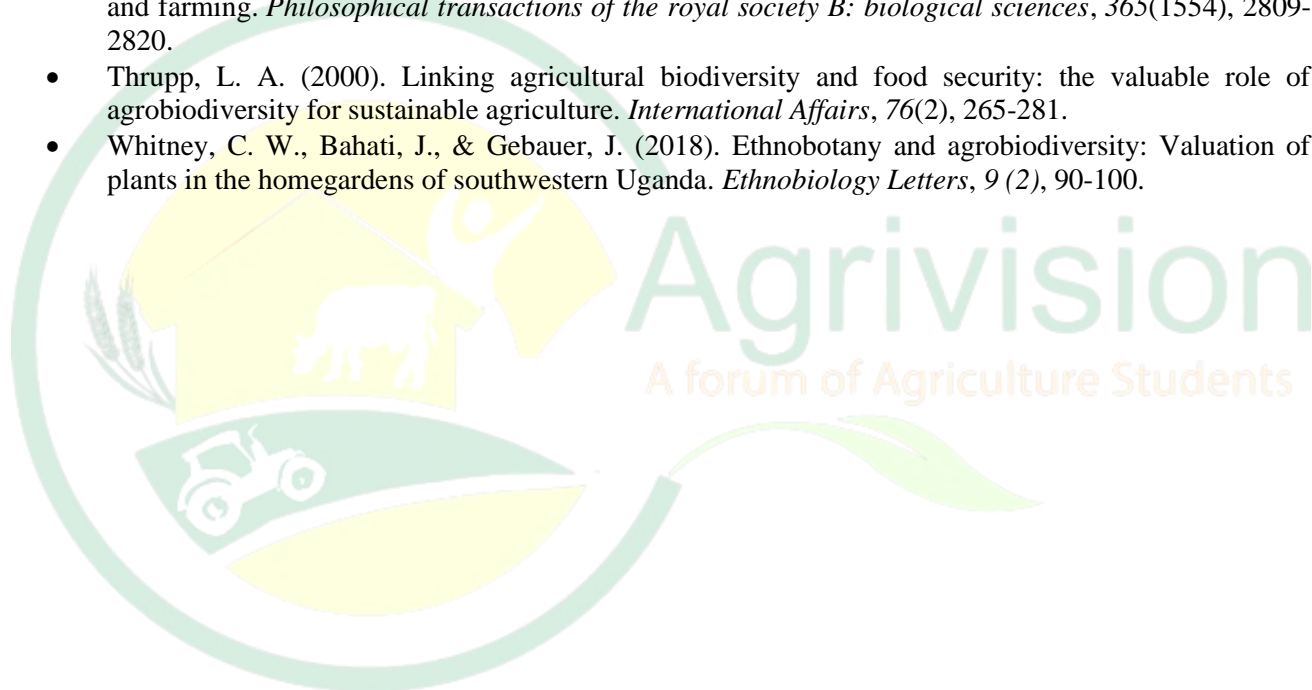 and farming. Philosophical transactions of the royal society B: biological sciences, 365(1554), 2809-
2820.
• Thrupp, L. A. (2000). Linking agricultural biodiversity and food security: the valuable role of
agrobiodiversity for sustainable agriculture. International Affairs, 76(2), 265-281.
• Whitney, C. W., Bahati, J., & Gebauer, J. (2018). Ethnobotany and agrobiodiversity: Valuation of
plants in the homegardens of southwestern Uganda. Ethnobiology Letters, 9 (2), 90-100.
Agrivision
A forum of Agriculture Students